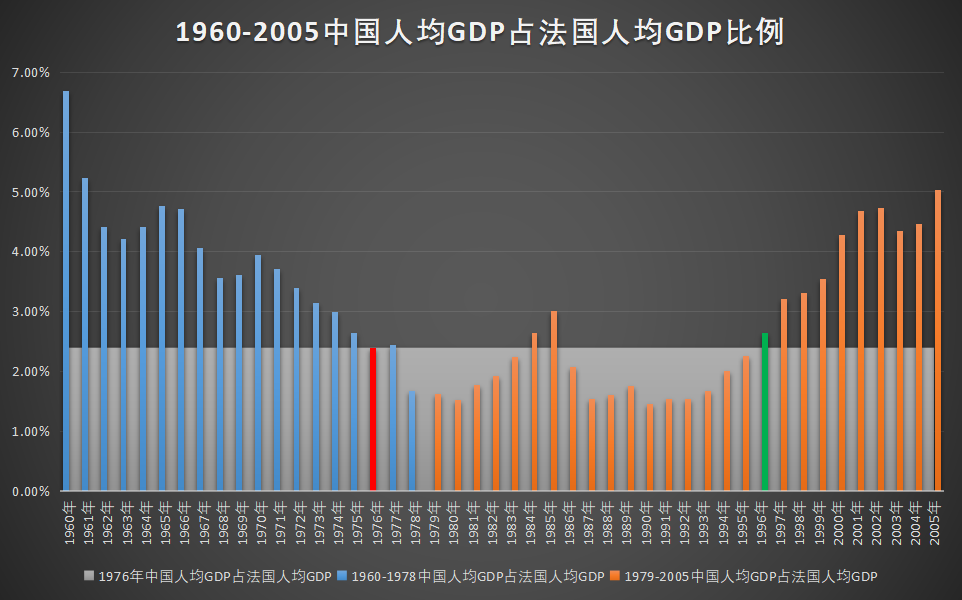 1960-2005中国人均GDP占法国人均GDP比例
7.00%
6.00%
5.00%
4.00%
3.00%
2.00%
1.00%
0.00%
1960年
1961年
1962年
1963年
1964年
1965年
1966年
1967年
1968年
1969年
1970年
1971年
1972年
1973年
1974年
1975年
1976年
1977年
1978年
1979年
1980年
1981年
1982年
1983年
1984年
1985年
1986年
1987年
1988年
1989年
1990年
1991年
1992年
1993年
1994年
1995年
1996年
1997年
1998年
1999年
2000年
2001年
2002年
2003年
2004年
2005年
1976年中国人均GDP占法国人均GDP 1960-1978中国人均GDP占法国人均GDP 1979-2005中国人均GDP占法国人均GDP